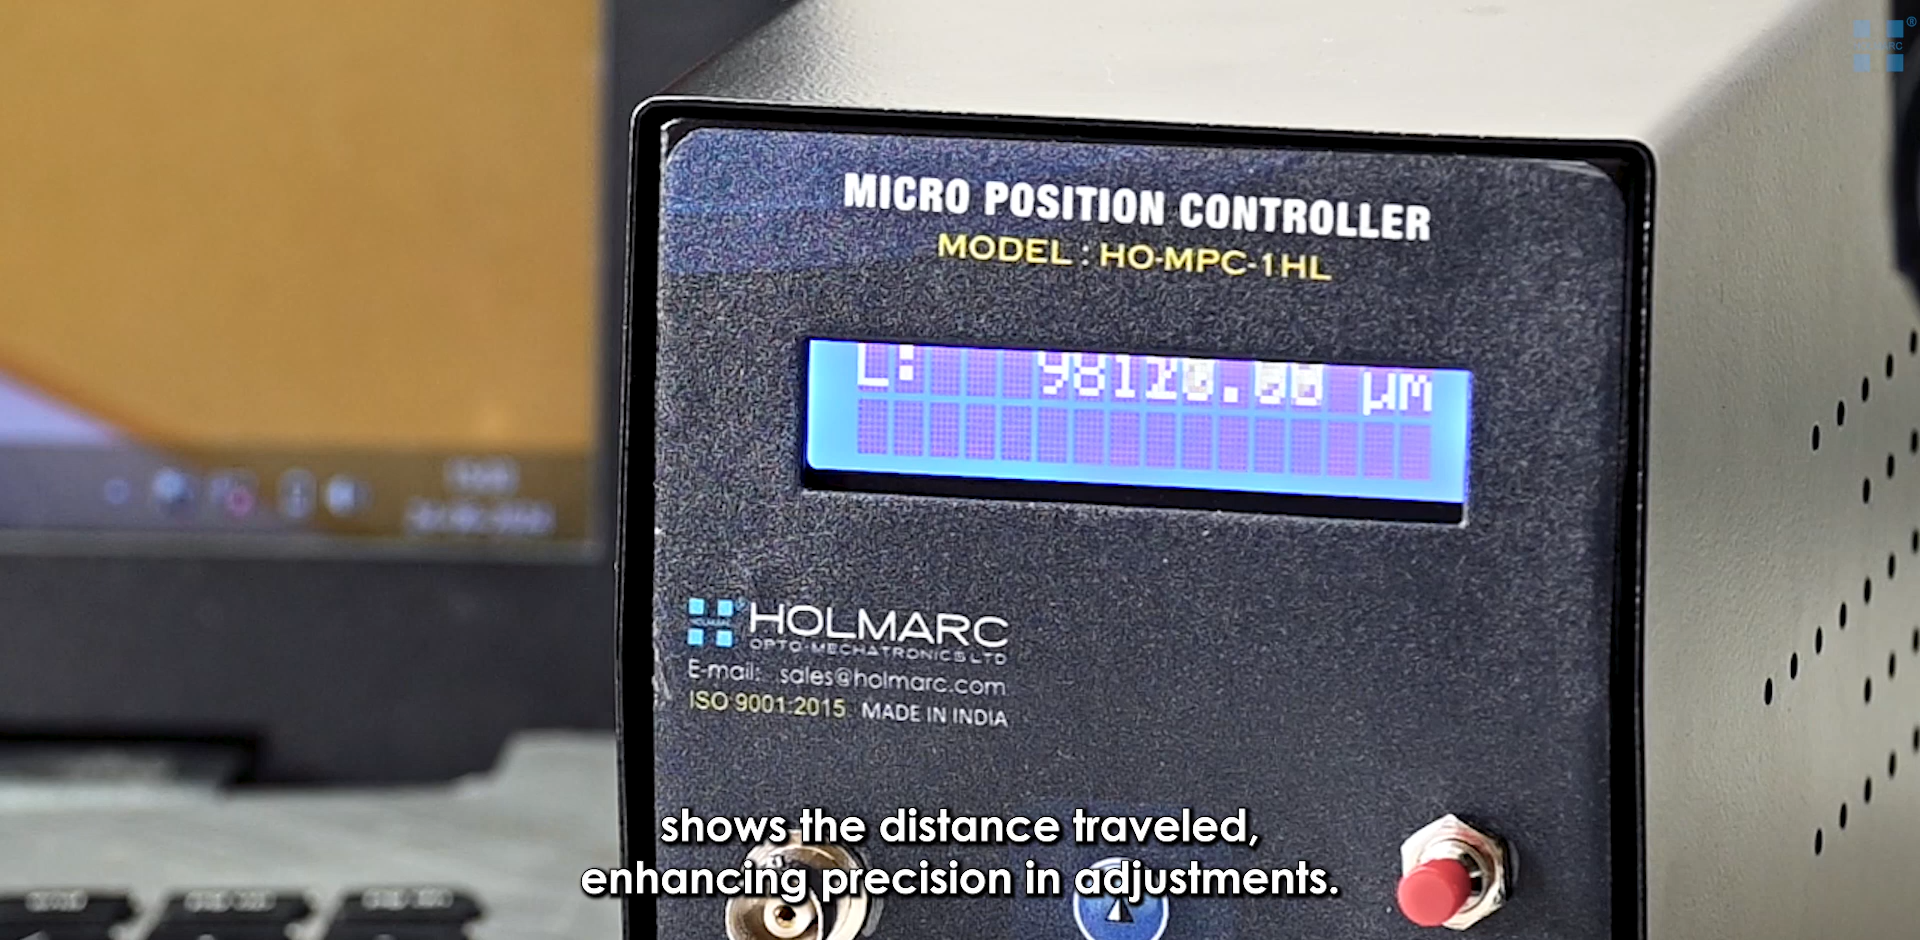 MICRO POSITION CONTROLLER
MODEL : HO-MPC-1HL
L: µm
HOLMARC
OPTO-MECHATRONICS LTD
E-mail: sales@holmarc.com
ISO 9001:2015 MADE IN INDIA
shows the distance traveled,
enhancing precision in adjustments.